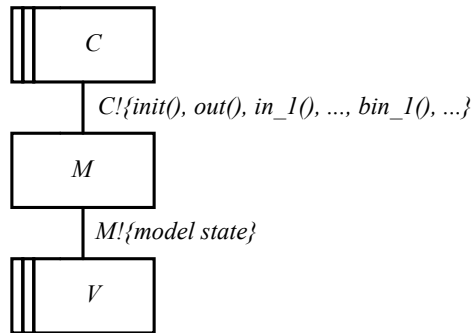 C
C!{init(), out(), in_1(), ..., bin_1(), ...}
M
M!{model state}
V